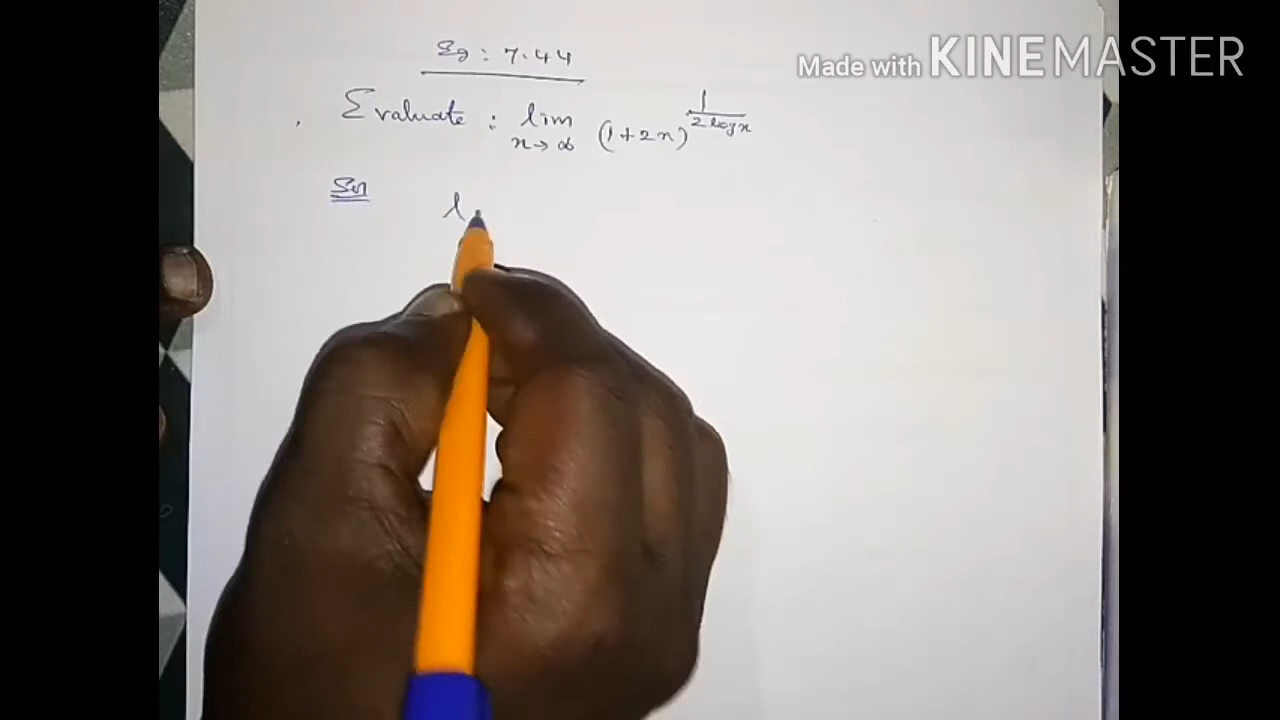 Made with KINEMASTER
Eg : 7.44
Evaluate : lim x→∞ (1+2x)^(1/(2 log x))
Sol